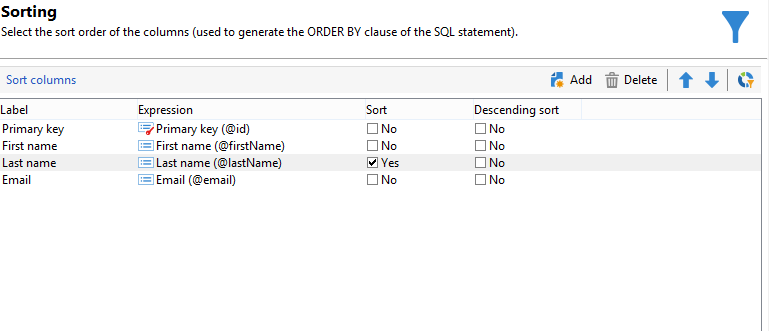 Sorting
Select the sort order of the columns (used to generate the ORDER BY clause of the SQL statement).
Sort columns Add Delete
Label Expression Sort Descending sort
Primary key Primary key (@id) No No
First name First name (@firstName) No No
Last name Last name (@lastName) Yes No
Email Email (@email) No No